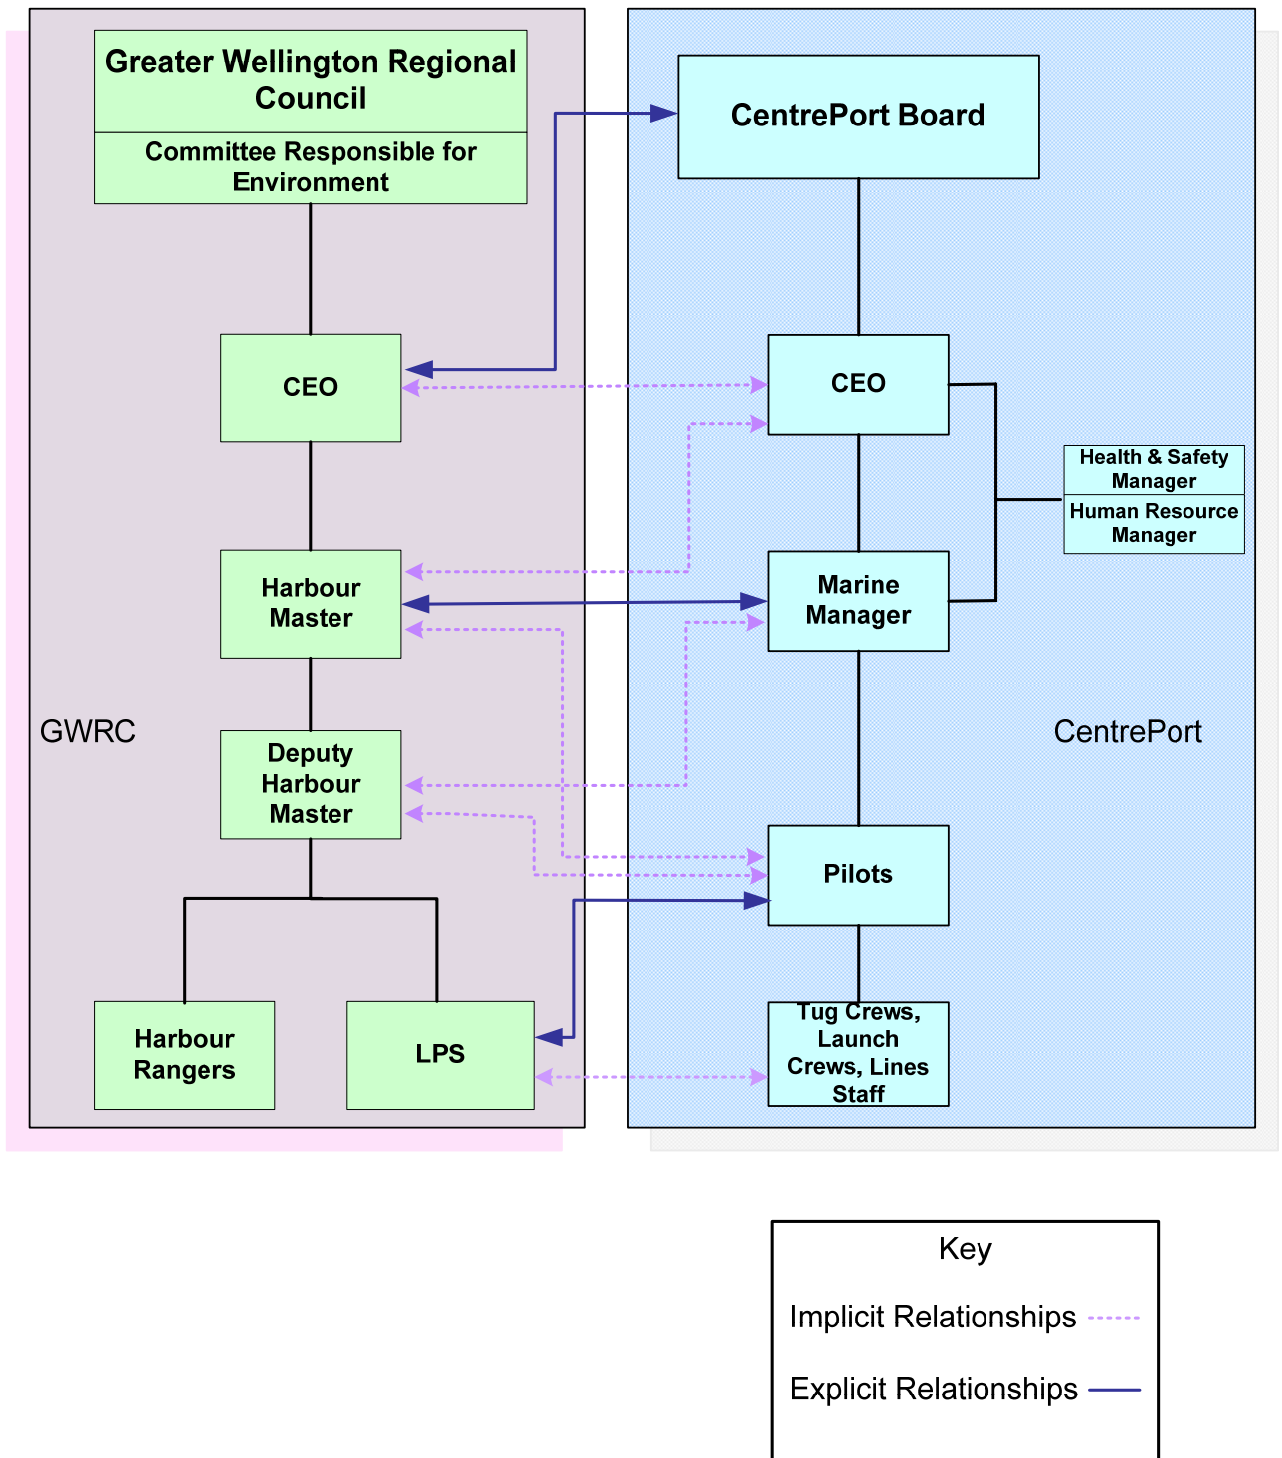 Greater Wellington Regional
Council
Committee Responsible for
Environment
CEO
Harbour
Master
GWRC
Deputy
Harbour
Master
Harbour
Rangers
LPS
CentrePort Board
CEO
Health & Safety
Manager
Human Resource
Manager
Marine
Manager
CentrePort
Pilots
Tug Crews,
Launch
Crews, Lines
Staff
Key
Implicit Relationships
Explicit Relationships